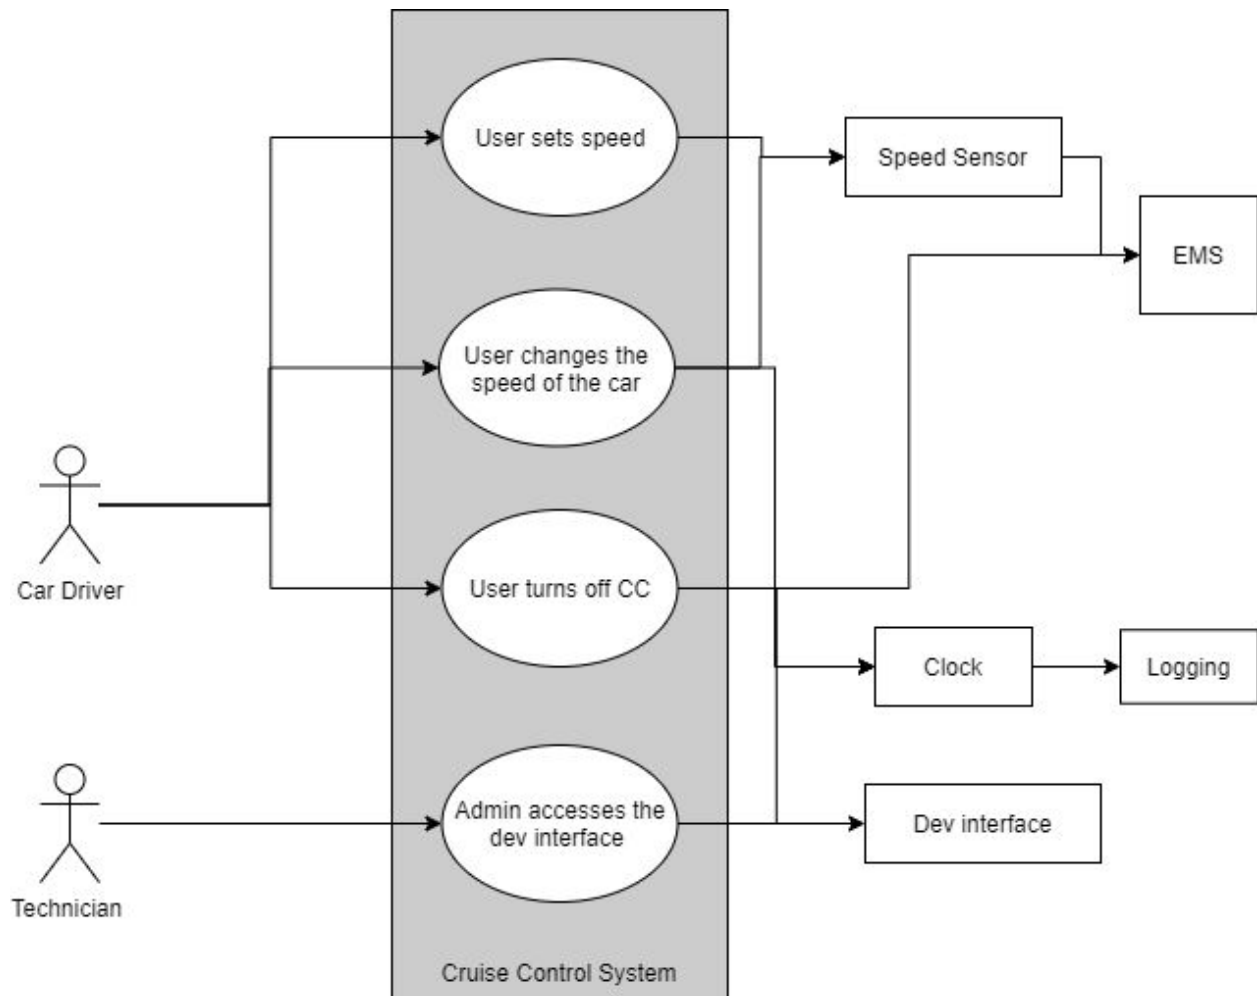 User sets speed
Speed Sensor
EMS
User changes the
speed of the car
Car Driver
User turns off CC
Clock
Logging
Admin accesses the
dev interface
Dev interface
Technician
Cruise Control System